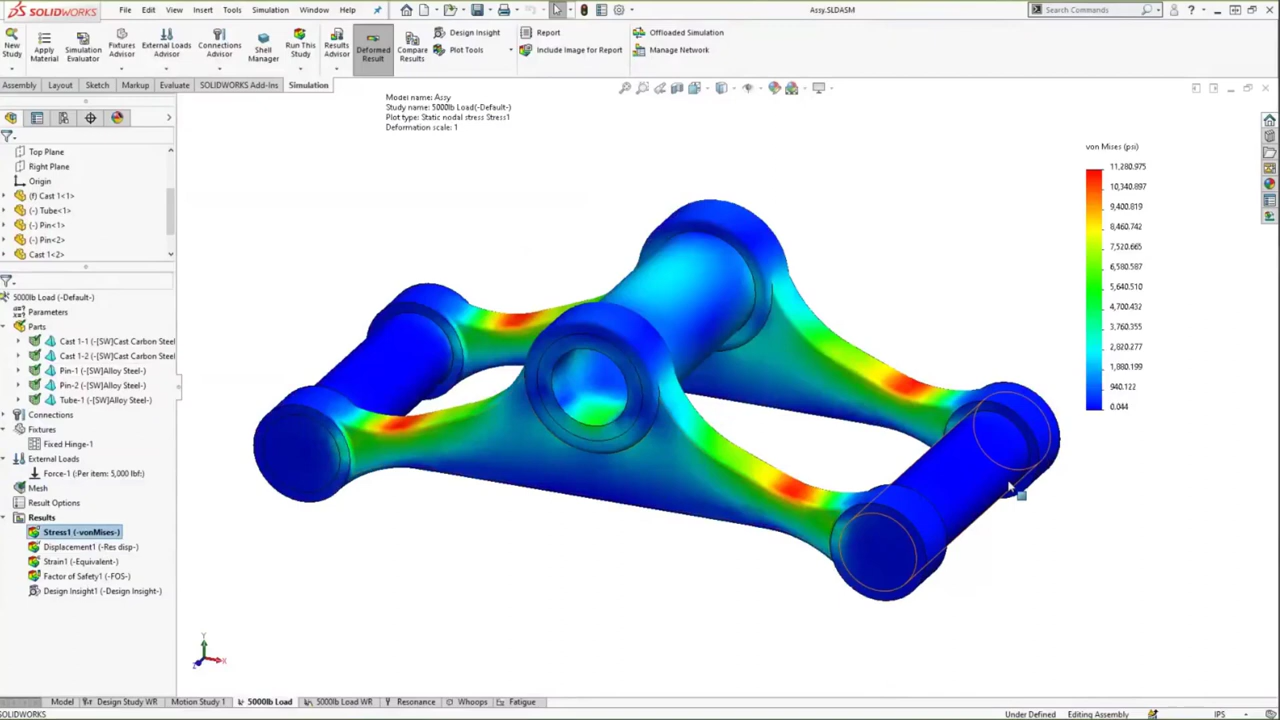 SOLIDWORKS
File Edit View Insert Tools Simulation Window Help
Assy.SLDASM
Search Commands
New Study
Apply Material
Simulation Evaluator
Fixtures Advisor
External Loads Advisor
Connections Advisor
Shell Manager
Run This Study
Results Advisor
Deformed Result
Compare Results
Design Insight
Plot Tools
Report
Include Image for Report
Offloaded Simulation
Manage Network
Assembly Layout Sketch Markup Evaluate SOLIDWORKS Add-Ins Simulation
Top Plane
Right Plane
Origin
(f) Cast 1<1>
(-) Tube<1>
(-) Pin<1>
(-) Pin<2>
Cast 1<2>
5000lb Load (-Default-)
Parameters
Parts
Cast 1-1 (-[SW]Cast Carbon Steel
Cast 1-2 (-[SW]Cast Carbon Steel
Pin-1 (-[SW]Alloy Steel-)
Pin-2 (-[SW]Alloy Steel-)
Tube-1 (-[SW]Alloy Steel-)
Connections
Fixtures
Fixed Hinge-1
External Loads
Force-1 (:Per item: 5,000 lbf:)
Mesh
Result Options
Results
Stress1 (-vonMises-)
Displacement1 (-Res disp-)
Strain1 (-Equivalent-)
Factor of Safety1 (-FOS-)
Design Insight1 (-Design Insight-)
Model name: Assy
Study name: 5000lb Load(-Default-)
Plot type: Static nodal stress Stress1
Deformation scale: 1
von Mises (psi)
11,280.975
10,340.897
9,400.819
8,460.742
7,520.665
6,580.587
5,640.510
4,700.432
3,760.355
2,820.277
1,880.199
940.122
0.044
Y
X
Z
Model Design Study WR Motion Study 1 5000lb Load 5000lb Load WR Resonance Whoops Fatigue
SOLIDWORKS
Under Defined Editing Assembly IPS